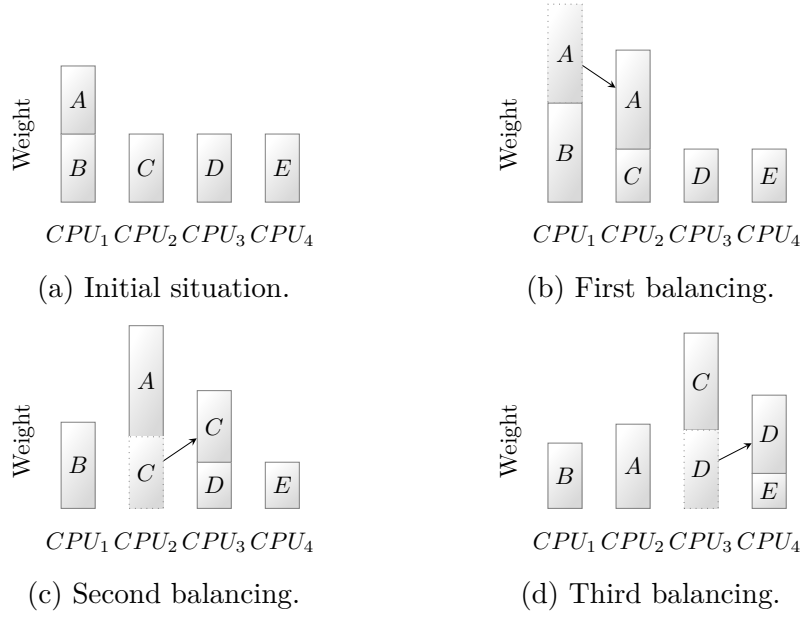 Weight
A
B C D E
CPU1 CPU2 CPU3 CPU4
(a) Initial situation.
Weight
A
A
B
C D E
CPU1 CPU2 CPU3 CPU4
(b) First balancing.
Weight
A
C
B C
D E
CPU1 CPU2 CPU3 CPU4
(c) Second balancing.
Weight
C
D
B A D
E
CPU1 CPU2 CPU3 CPU4
(d) Third balancing.